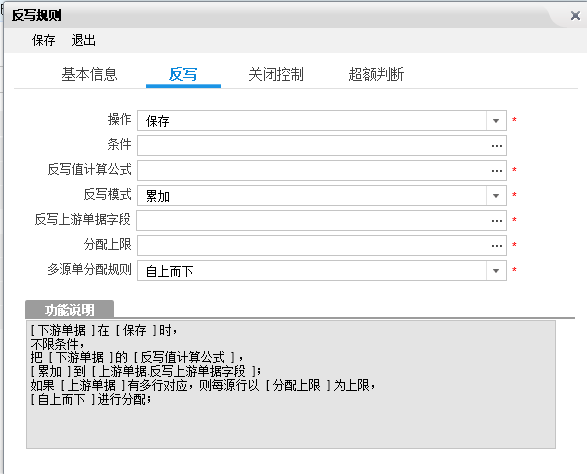 反写规则
保存 退出
基本信息 反写 关闭控制 超额判断
操作 保存 *
条件 ...
反写值计算公式 ... *
反写模式 累加 *
反写上游单据字段 ... *
分配上限 ... *
多源单分配规则 自上而下 *
功能说明
[ 下游单据 ]在 [ 保存 ]时,
不限条件,
把 [ 下游单据 ]的 [ 反写值计算公式 ] ,
[ 累加 ]到 [ 上游单据.反写上游单据字段 ];
如果 [ 上游单据 ]有多行对应, 则每源行以 [ 分配上限 ]为上限,
[ 自上而下 ]进行分配;